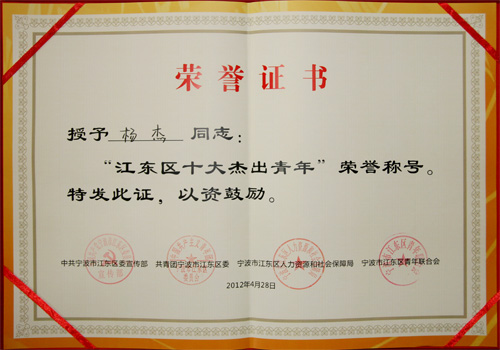 荣誉证书
授予 杨杰 同志：
“江东区十大杰出青年”荣誉称号。
特发此证，以资鼓励。
中共宁波市江东区委宣传部 共青团宁波市江东区委 宁波市江东区人力资源和社会保障局 宁波市江东区青年联合会
2012年4月28日